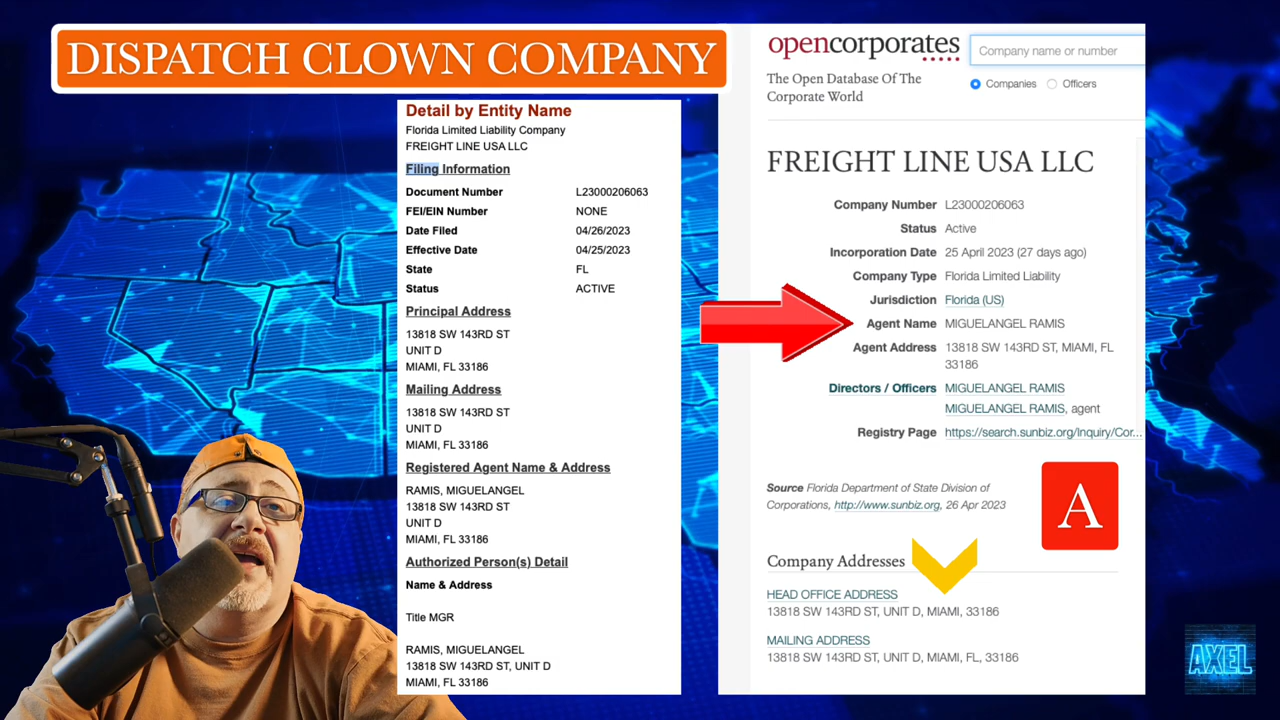 DISPATCH CLOWN COMPANY
Detail by Entity Name
Florida Limited Liability Company
FREIGHT LINE USA LLC
Filing Information
Document Number L23000206063
FEI/EIN Number NONE
Date Filed 04/26/2023
Effective Date 04/25/2023
State FL
Status ACTIVE
Principal Address
13818 SW 143RD ST
UNIT D
MIAMI, FL 33186
Mailing Address
13818 SW 143RD ST
UNIT D
MIAMI, FL 33186
Registered Agent Name & Address
RAMIS, MIGUELANGEL
13818 SW 143RD ST
UNIT D
MIAMI, FL 33186
Authorized Person(s) Detail
Name & Address
Title MGR
RAMIS, MIGUELANGEL
13818 SW 143RD ST, UNIT D
MIAMI, FL 33186
opencorporates
Company name or number
The Open Database Of The
Corporate World
Companies Officers
FREIGHT LINE USA LLC
Company Number L23000206063
Status Active
Incorporation Date 25 April 2023 (27 days ago)
Company Type Florida Limited Liability
Jurisdiction Florida (US)
Agent Name MIGUELANGEL RAMIS
Agent Address 13818 SW 143RD ST, MIAMI, FL
33186
Directors / Officers MIGUELANGEL RAMIS
MIGUELANGEL RAMIS, agent
Registry Page https://search.sunbiz.org/Inquiry/Cor...
Source Florida Department of State Division of
Corporations, http://www.sunbiz.org, 26 Apr 2023
A
Company Addresses
HEAD OFFICE ADDRESS
13818 SW 143RD ST, UNIT D, MIAMI, 33186
MAILING ADDRESS
13818 SW 143RD ST, UNIT D, MIAMI, FL, 33186
AXEL